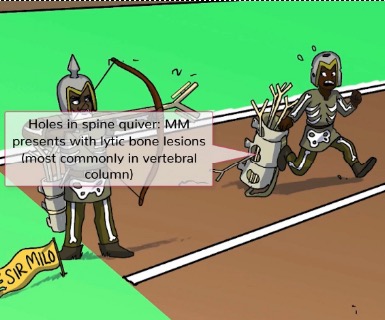 Holes in spine quiver: MM
presents with lytic bone lesions
(most commonly in vertebral
column)
SIR MILO